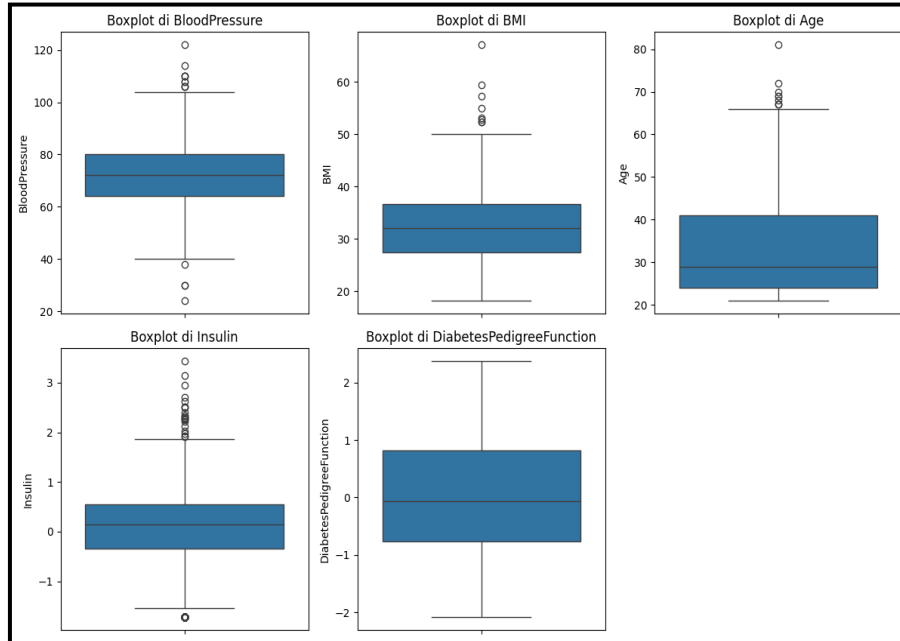 Boxplot di BloodPressure
120
100
80
60
40
20
BloodPressure
Boxplot di BMI
60
50
40
30
20
BMI
Boxplot di Age
80
70
60
50
40
30
20
Age
Boxplot di Insulin
3
2
1
0
−1
Insulin
Boxplot di DiabetesPedigreeFunction
2
1
0
−1
−2
DiabetesPedigreeFunction